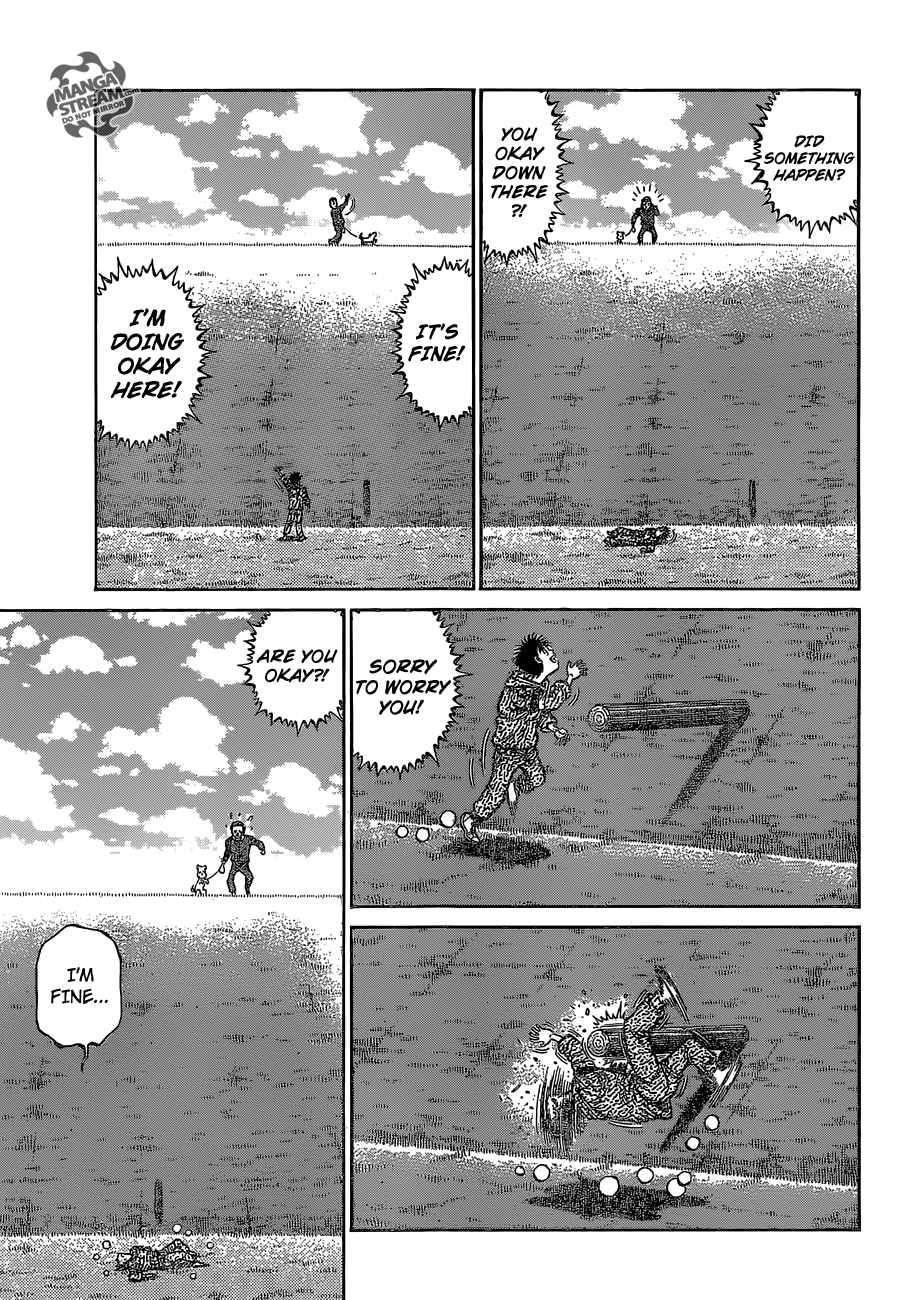 MANGA
STREAM.COM
DO NOT MIRROR
DID
SOMETHING
HAPPEN?
YOU
OKAY
DOWN
THERE
?!
IT'S
FINE!
I'M
DOING
OKAY
HERE!
SORRY
TO WORRY
YOU!
ARE YOU
OKAY?!
I'M
FINE...